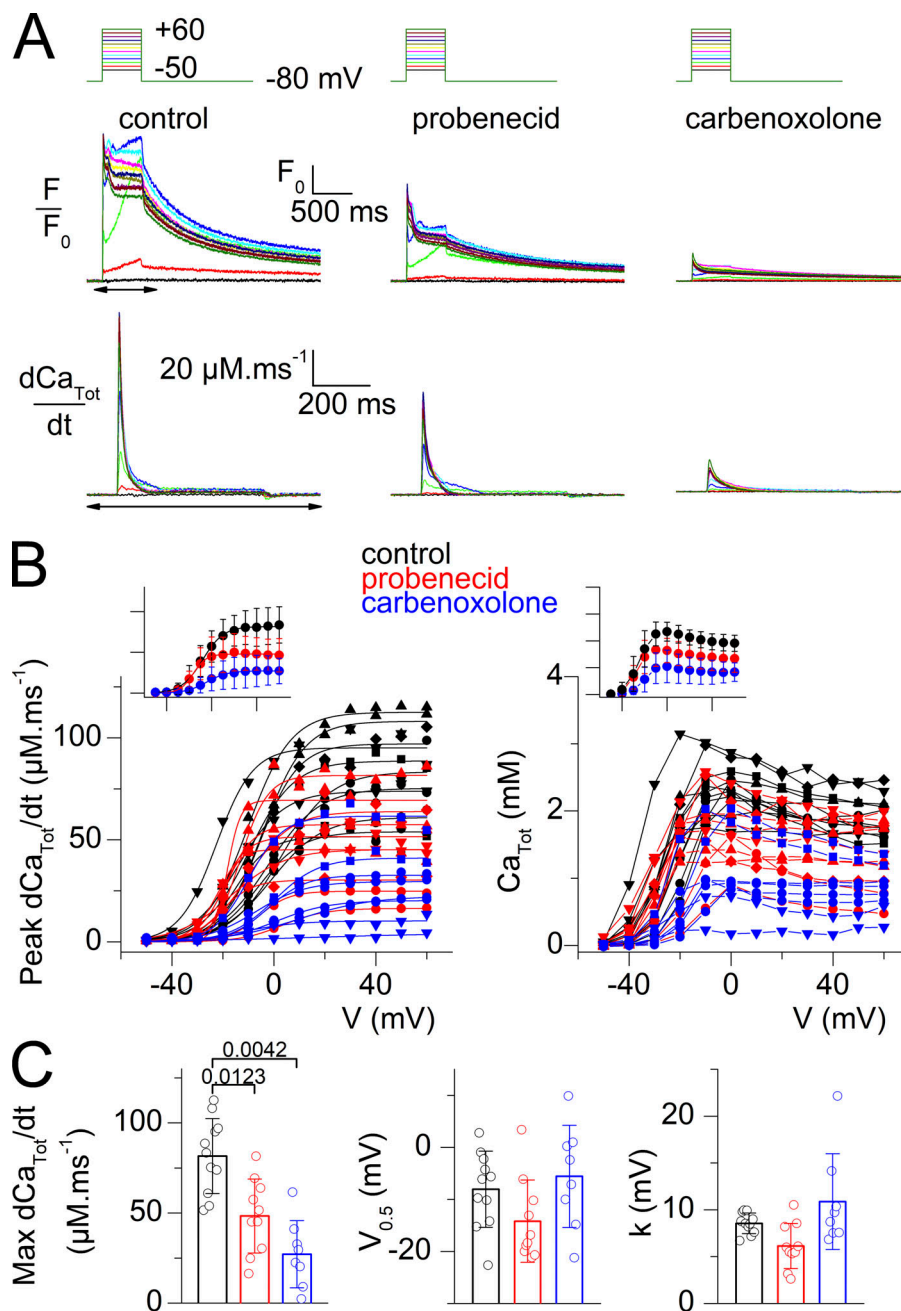 A
+60
-50
-80 mV
control
probenecid
carbenoxolone
F
F0
F0
500 ms
dCaTot
dt
20 µM.ms-1
200 ms
B
control
probenecid
carbenoxolone
Peak dCaTot/dt (µM.ms-1)
100
50
0
-40
0
40
V (mV)
CaTot (mM)
4
2
0
-40
0
40
V (mV)
C
Max dCaTot/dt
(µM.ms-1)
100
50
0
0.0042
0.0123
V0.5 (mV)
0
-20
k (mV)
20
10
0